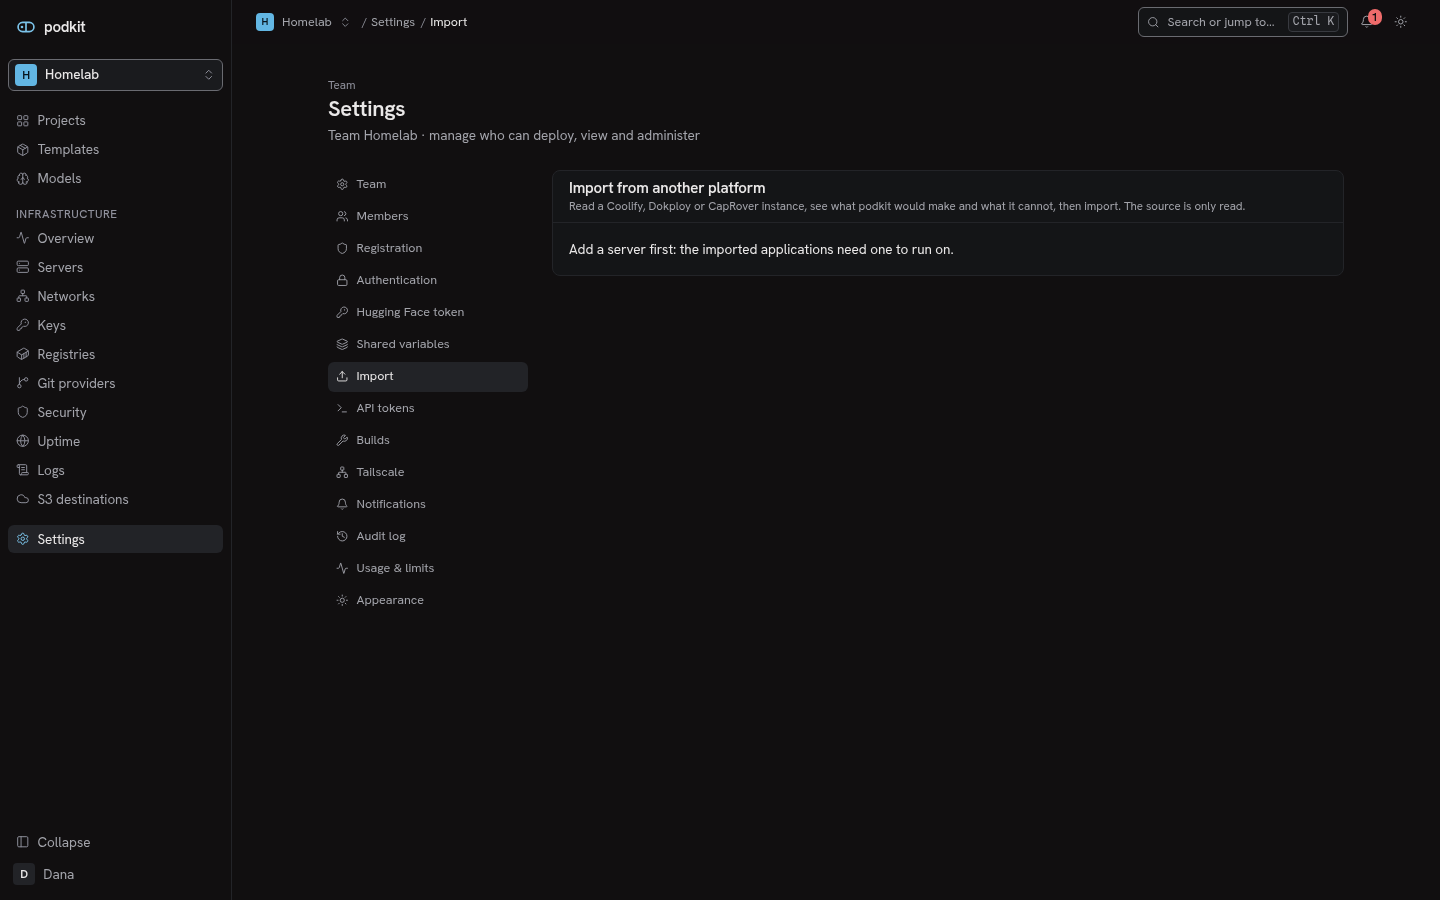 podkit
H Homelab
Projects
Templates
Models
INFRASTRUCTURE
Overview
Servers
Networks
Keys
Registries
Git providers
Security
Uptime
Logs
S3 destinations
Settings
Collapse
D Dana
H Homelab / Settings / Import
Search or jump to... Ctrl K
1
Team
Settings
Team Homelab · manage who can deploy, view and administer
Team
Members
Registration
Authentication
Hugging Face token
Shared variables
Import
API tokens
Builds
Tailscale
Notifications
Audit log
Usage & limits
Appearance
Import from another platform
Read a Coolify, Dokploy or CapRover instance, see what podkit would make and what it cannot, then import. The source is only read.
Add a server first: the imported applications need one to run on.